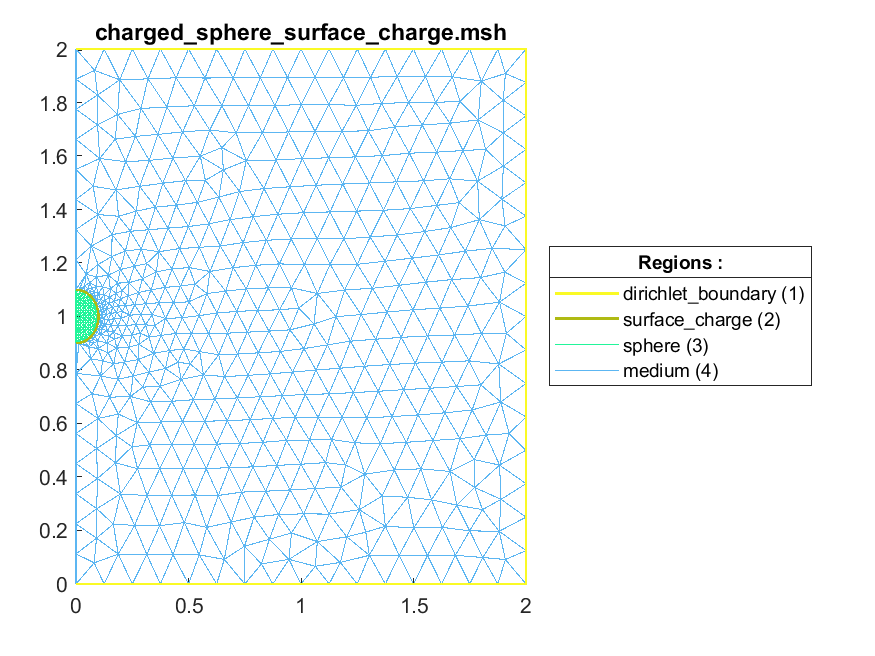 charged_sphere_surface_charge.msh
2
1.8
1.6
1.4
1.2
1
0.8
0.6
0.4
0.2
0
0
0.5
1
1.5
2
Regions :
dirichlet_boundary (1)
surface_charge (2)
sphere (3)
medium (4)